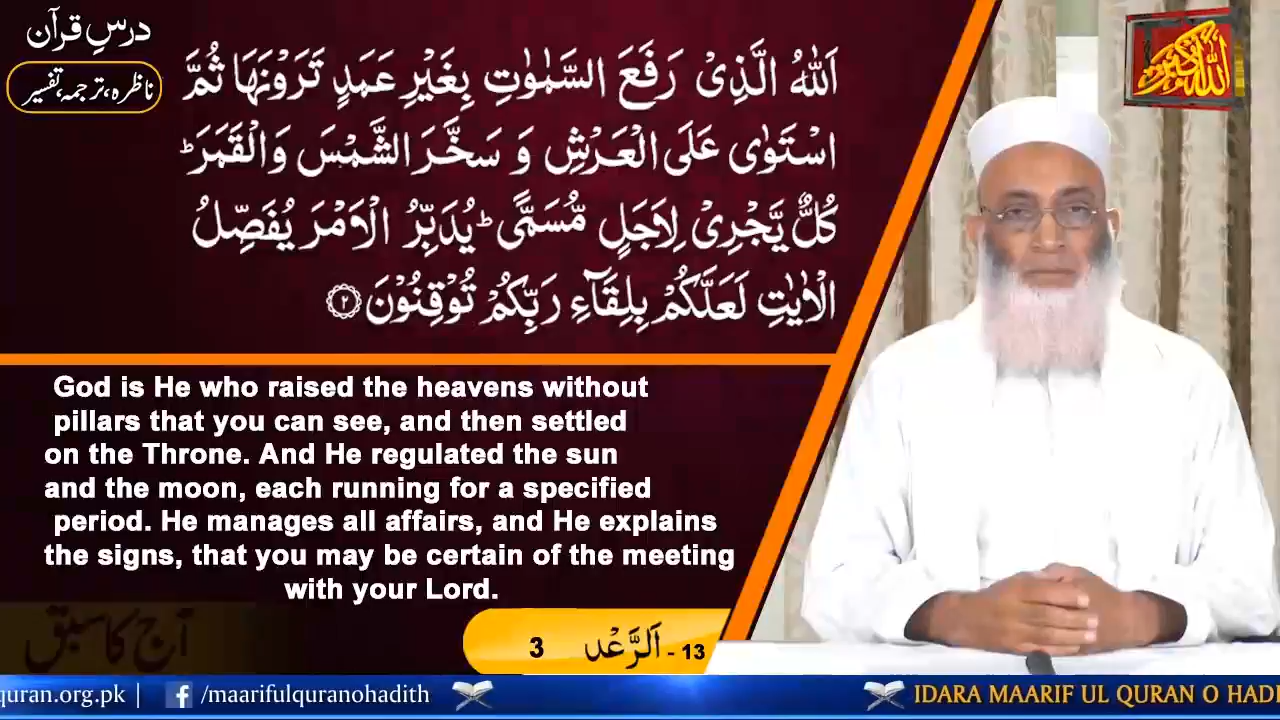 درسِ قرآن
ناظرہ، ترجمہ، تفسیر
اَللّٰهُ الَّذِیْ رَفَعَ السَّمٰوٰتِ بِغَیْرِ عَمَدٍ تَرَوْنَهَا ثُمَّ
اسْتَوٰی عَلَی الْعَرْشِ وَ سَخَّرَ الشَّمْسَ وَالْقَمَرَ ؕ
كُلٌّ یَّجْرِیْ لِاَجَلٍ مُّسَمًّی ؕ یُدَبِّرُ الْاَمْرَ یُفَصِّلُ
الْاٰیٰتِ لَعَلَّكُمْ بِلِقَآءِ رَبِّكُمْ تُوْقِنُوْنَ ۝۲
الله اكبر
God is He who raised the heavens without
pillars that you can see, and then settled
on the Throne. And He regulated the sun
and the moon, each running for a specified
period. He manages all affairs, and He explains
the signs, that you may be certain of the meeting
with your Lord.
آج کا سبق
3 اَلرَّعْد - 13
quran.org.pk | f /maarifulquranohadith IDARA MAARIF UL QURAN O HADI